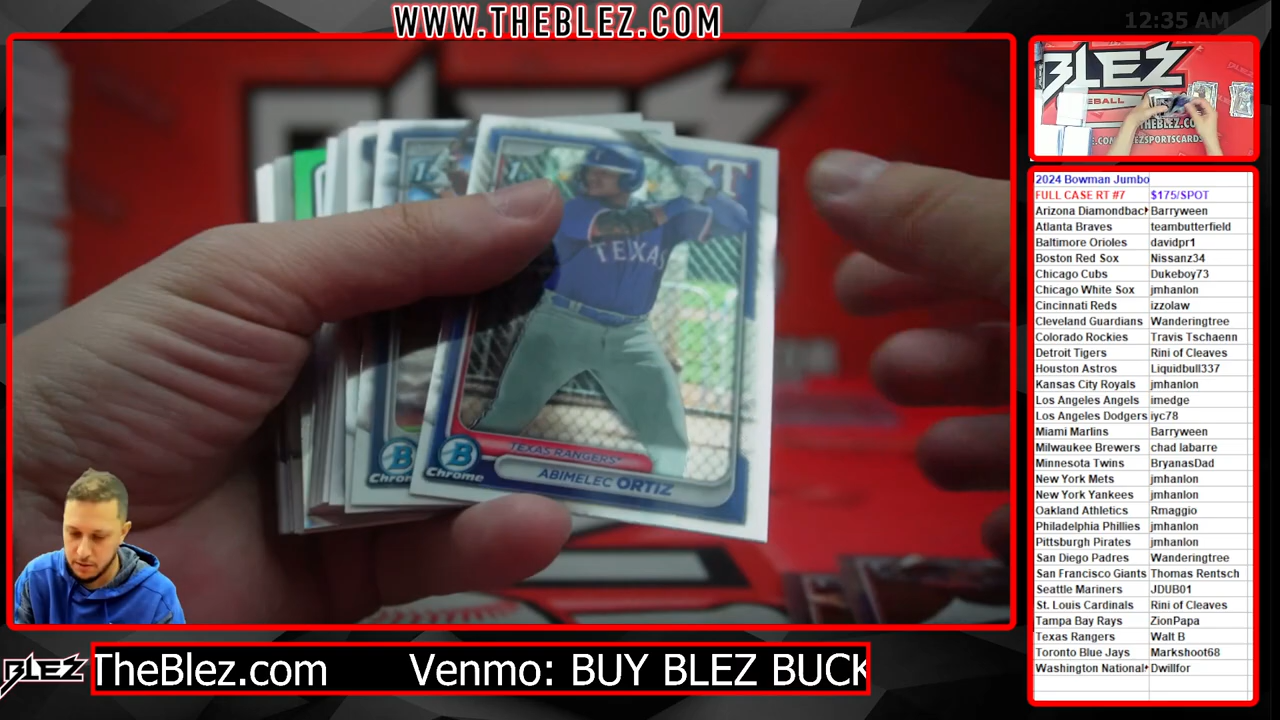 WWW.THEBLEZ.COM
12:35 AM
TEXAS
T
B
Chrome
B
Chrome
TEXAS RANGERS
ABIMELEC ORTIZ
BLEZ
EBALL
THEBLEZ.CO
.COM
EZSPORTSCARDS
2024 Bowman Jumbo
FULL CASE RT #7 $175/SPOT
Arizona Diamondback Barryween
Atlanta Braves teambutterfield
Baltimore Orioles davidpr1
Boston Red Sox Nissanz34
Chicago Cubs Dukeboy73
Chicago White Sox jmhanlon
Cincinnati Reds izzolaw
Cleveland Guardians Wanderingtree
Colorado Rockies Travis Tschaenn
Detroit Tigers Rini of Cleaves
Houston Astros Liquidbull337
Kansas City Royals jmhanlon
Los Angeles Angels imedge
Los Angeles Dodgers iyc78
Miami Marlins Barryween
Milwaukee Brewers chad labarre
Minnesota Twins BryanasDad
New York Mets jmhanlon
New York Yankees jmhanlon
Oakland Athletics Rmaggio
Philadelphia Phillies jmhanlon
Pittsburgh Pirates jmhanlon
San Diego Padres Wanderingtree
San Francisco Giants Thomas Rentsch
Seattle Mariners JDUB01
St. Louis Cardinals Rini of Cleaves
Tampa Bay Rays ZionPapa
Texas Rangers Walt B
Toronto Blue Jays Markshoot68
Washington National Dwillfor
BLEZ TheBlez.com Venmo: BUY BLEZ BUCK